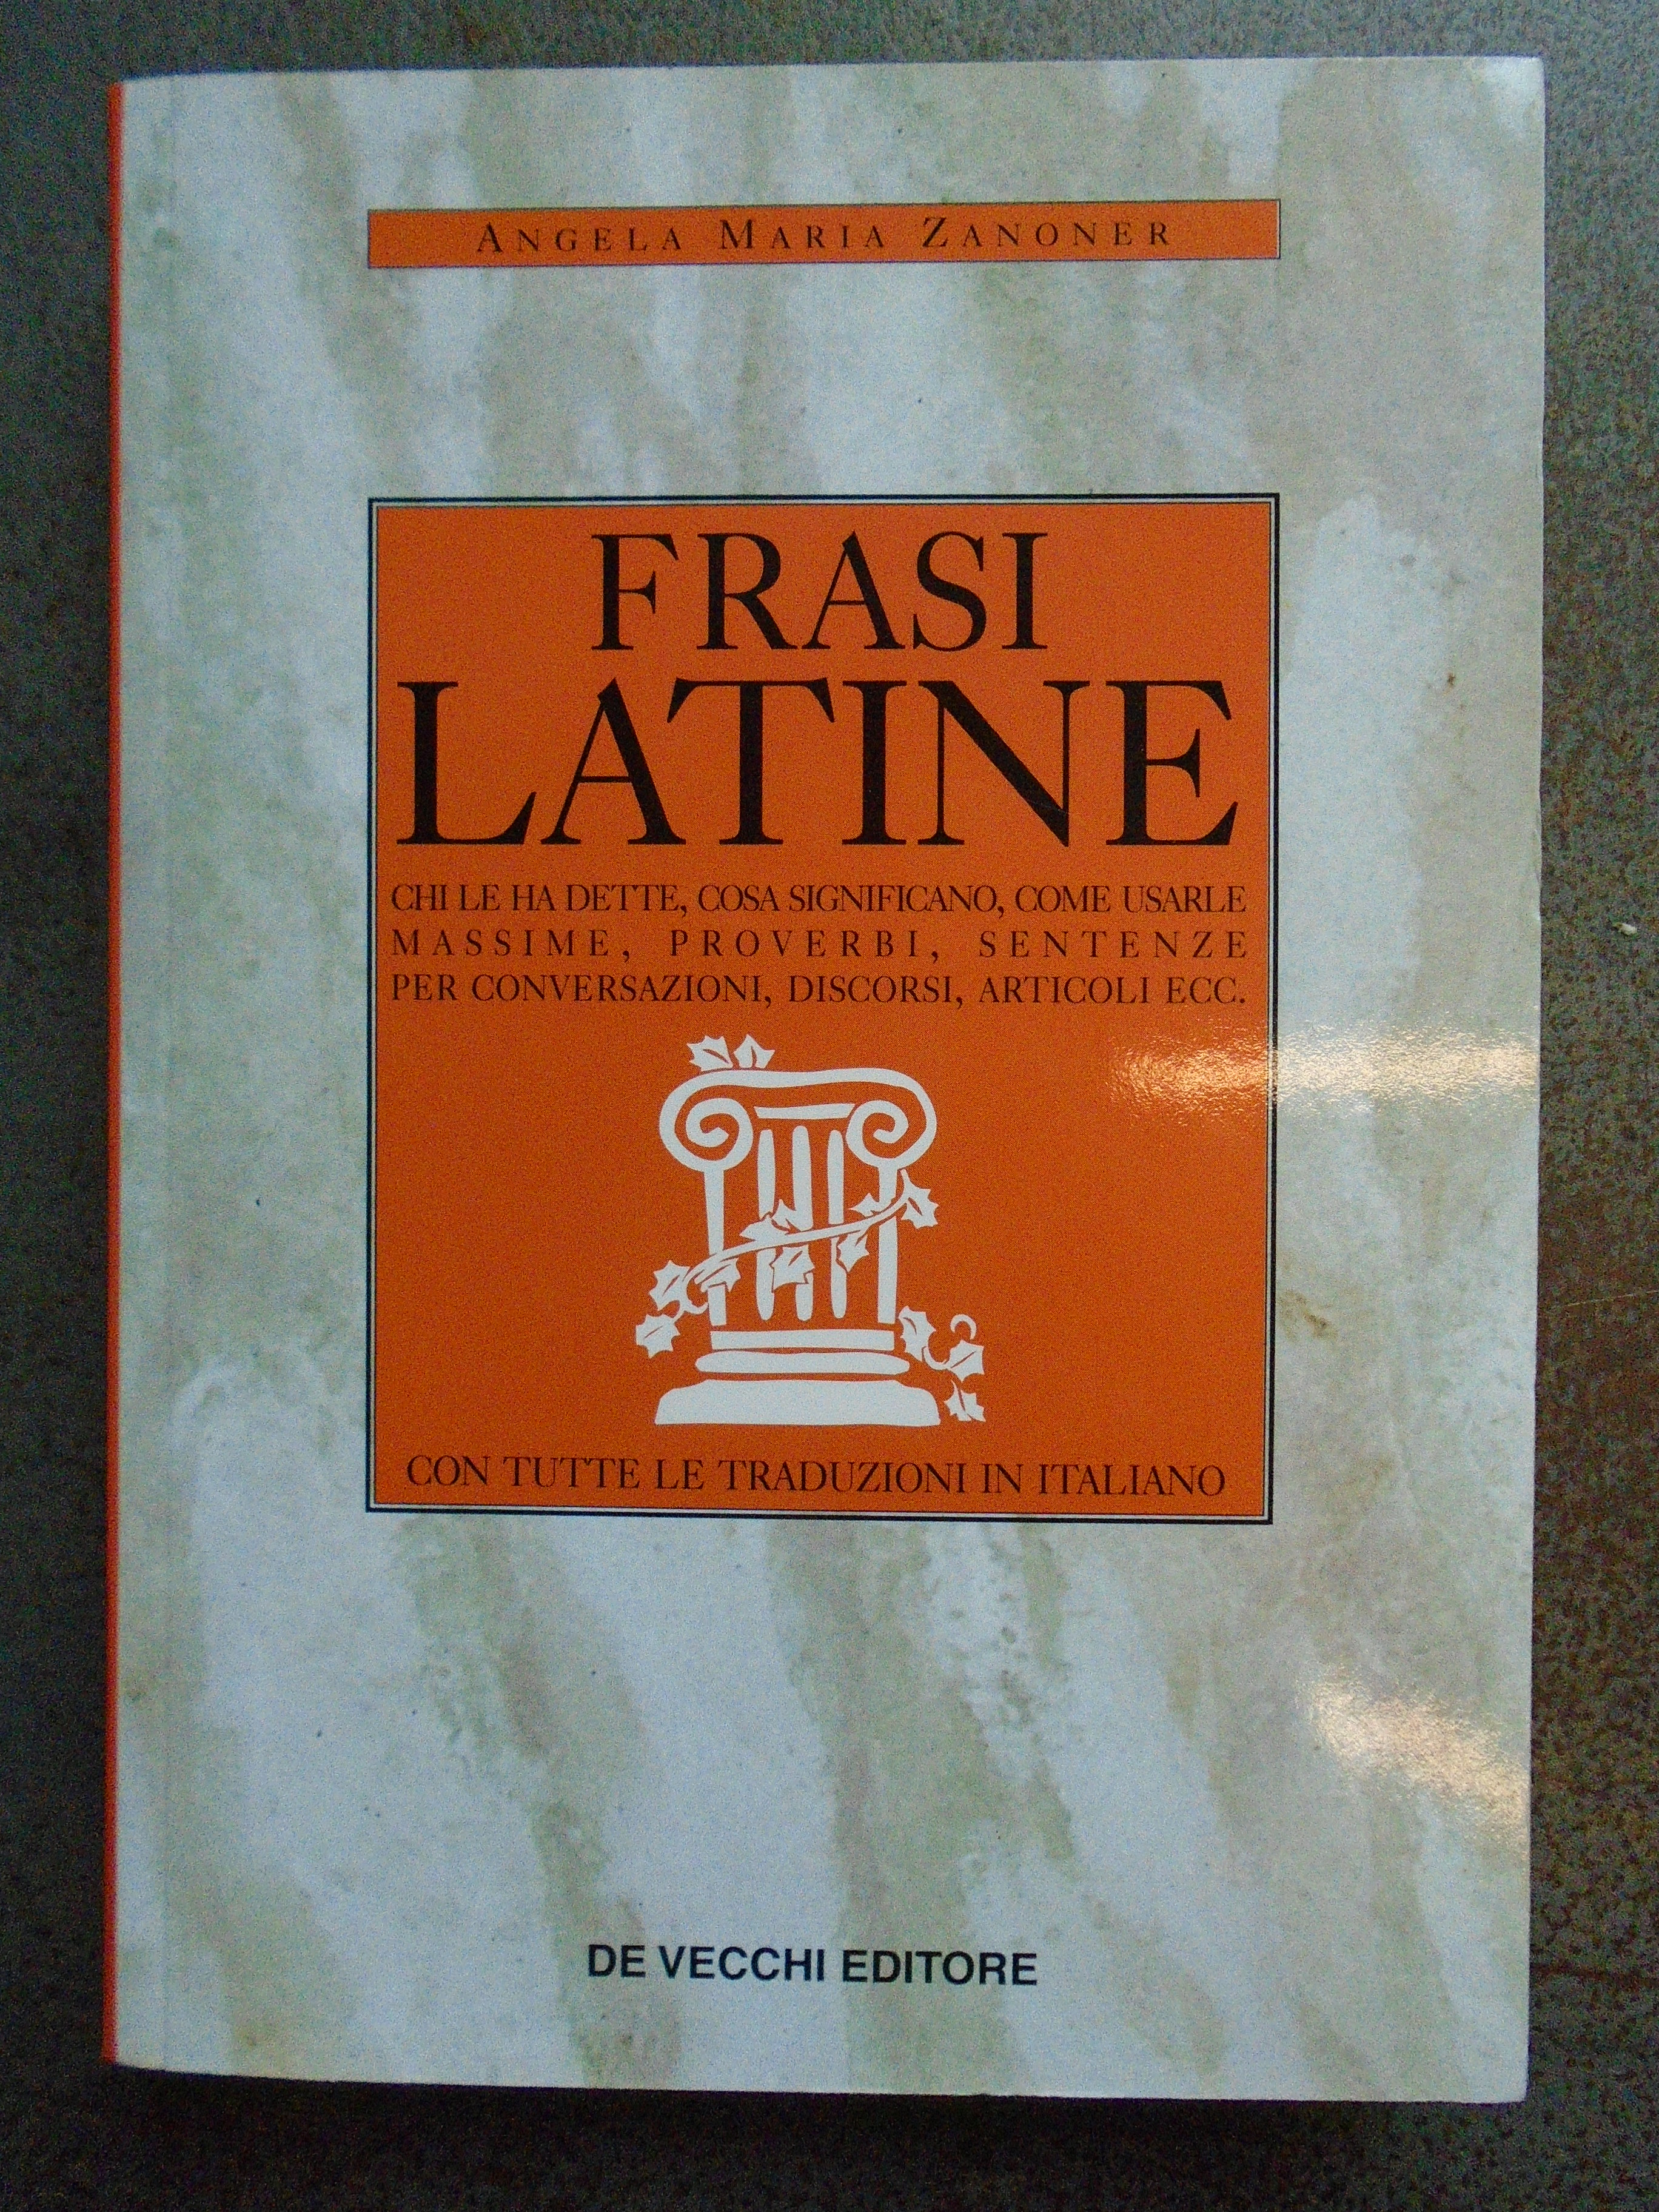 ANGELA MARIA ZANONER
FRASI
LATINE
CHI LE HA DETTE, COSA SIGNIFICANO, COME USARLE
MASSIME, PROVERBI, SENTENZE
PER CONVERSAZIONI, DISCORSI, ARTICOLI ECC.
CON TUTTE LE TRADUZIONI IN ITALIANO
DE VECCHI EDITORE